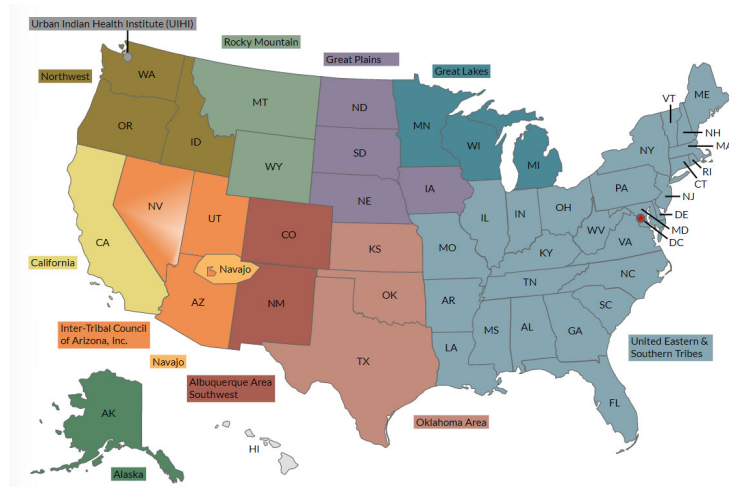 Urban Indian Health Institute (UIHI)
Rocky Mountain
Great Plains
Great Lakes
Northwest
WA
MT
ND
MN
ME
VT
NH
MA
OR
ID
SD
WI
MI
NY
RI
CT
WY
NE
IA
PA
NJ
NV
UT
CO
IL
IN
OH
DE
MD
DC
CA
KS
MO
WV
VA
KY
California
Navajo
NC
TN
AZ
NM
OK
AR
SC
MS
AL
GA
Inter-Tribal Council
of Arizona, Inc.
LA
United Eastern &
Southern Tribes
Navajo
TX
Albuquerque Area
Southwest
FL
AK
Oklahoma Area
HI
Alaska